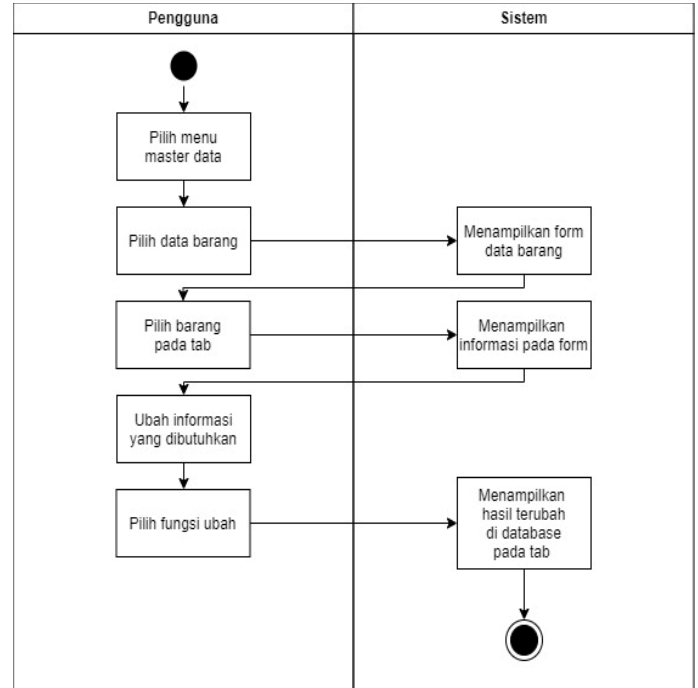 Pengguna
Sistem
Pilih menu
master data
Pilih data barang
Menampilkan form
data barang
Pilih barang
pada tab
Menampilkan
informasi pada form
Ubah informasi
yang dibutuhkan
Pilih fungsi ubah
Menampilkan
hasil terubah
di database
pada tab